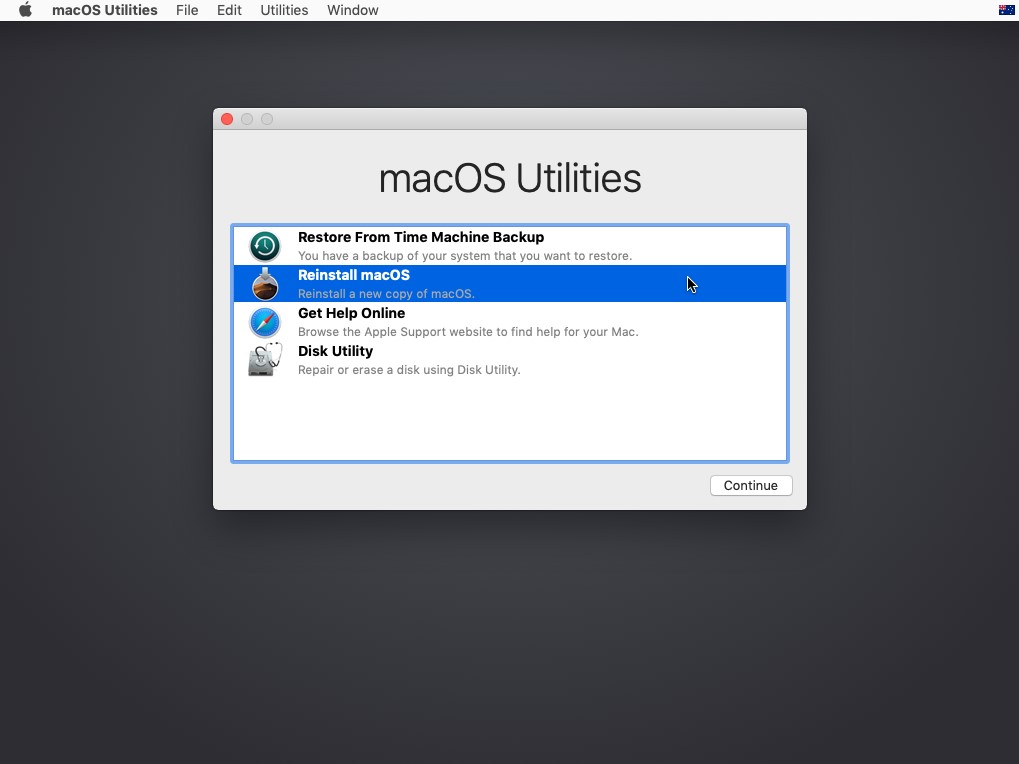 macOS Utilities File Edit Utilities Window
macOS Utilities
Restore From Time Machine Backup
You have a backup of your system that you want to restore.
Reinstall macOS
Reinstall a new copy of macOS.
Get Help Online
Browse the Apple Support website to find help for your Mac.
Disk Utility
Repair or erase a disk using Disk Utility.
Continue